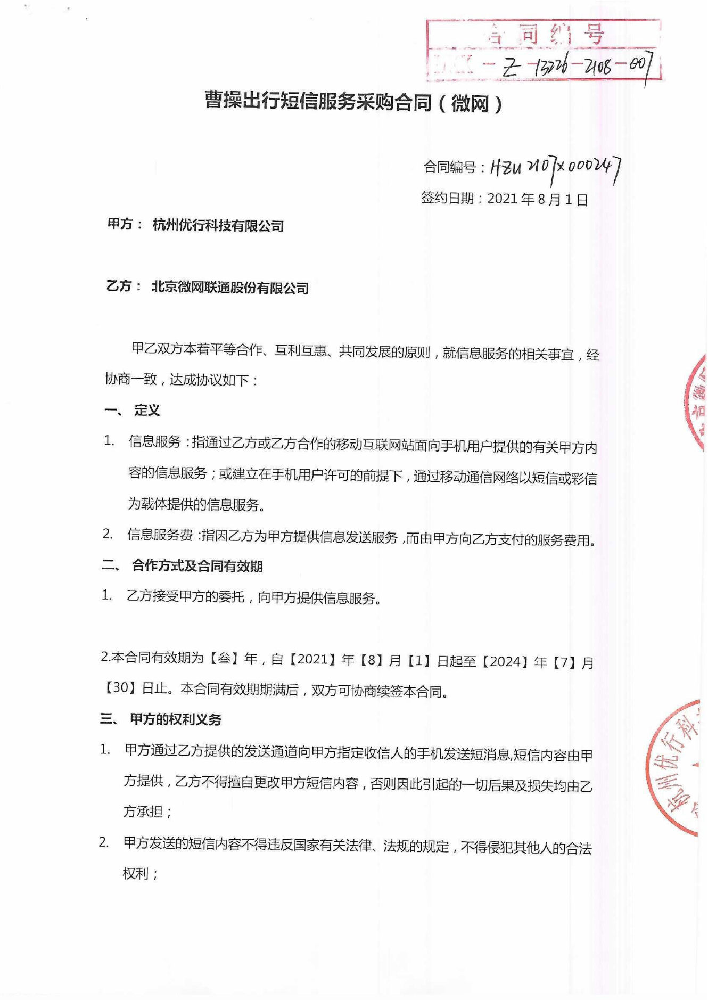 合同编号
- Z -13226-2108-007
曹操出行短信服务采购合同（微网）
合同编号：HZU2107X000247
签约日期：2021年8月1日
甲方： 杭州优行科技有限公司
乙方： 北京微网联通股份有限公司
甲乙双方本着平等合作、互利互惠、共同发展的原则，就信息服务的相关事宜，经
协商一致，达成协议如下：
一、 定义
1. 信息服务：指通过乙方或乙方合作的移动互联网站面向手机用户提供的有关甲方内
容的信息服务；或建立在手机用户许可的前提下，通过移动通信网络以短信或彩信
为载体提供的信息服务。
2. 信息服务费：指因乙方为甲方提供信息发送服务，而由甲方向乙方支付的服务费用。
二、 合作方式及合同有效期
1. 乙方接受甲方的委托，向甲方提供信息服务。
2.本合同有效期为【叁】年，自【2021】年【8】月【1】日起至【2024】年【7】月
【30】日止。本合同有效期期满后，双方可协商续签本合同。
三、 甲方的权利义务
1. 甲方通过乙方提供的发送通道向甲方指定收信人的手机发送短消息,短信内容由甲
方提供，乙方不得擅自更改甲方短信内容，否则因此引起的一切后果及损失均由乙
方承担；
2. 甲方发送的短信内容不得违反国家有关法律、法规的规定，不得侵犯其他人的合法
权利；
杭州优行科